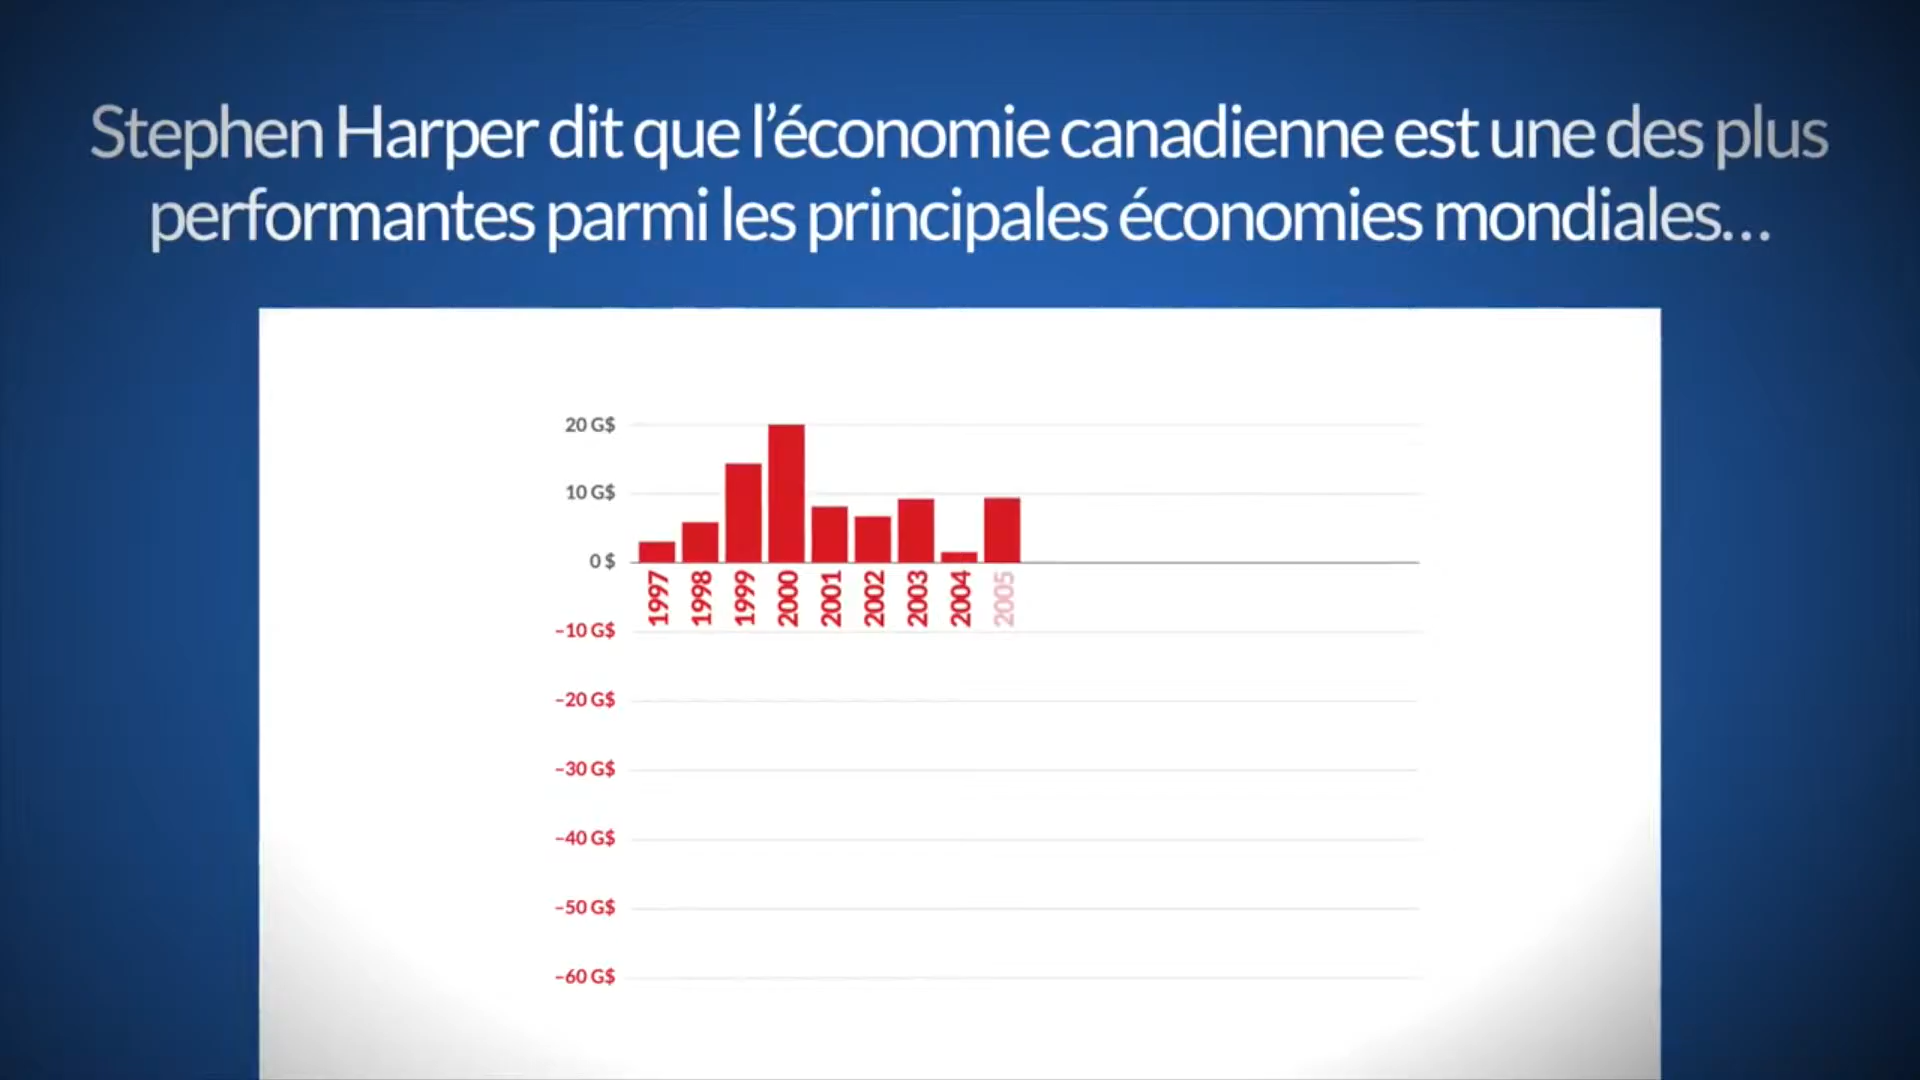 Stephen Harper dit que l’économie canadienne est une des plus
performantes parmi les principales économies mondiales…
20 G$
10 G$
0 $
–10 G$
–20 G$
–30 G$
–40 G$
–50 G$
–60 G$
1997
1998
1999
2000
2001
2002
2003
2004
2005